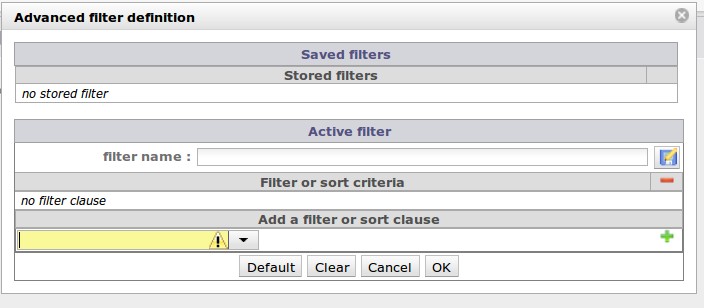 Advanced filter definition
Saved filters
Stored filters
no stored filter
Active filter
filter name :
Filter or sort criteria
no filter clause
Add a filter or sort clause
Default Clear Cancel OK